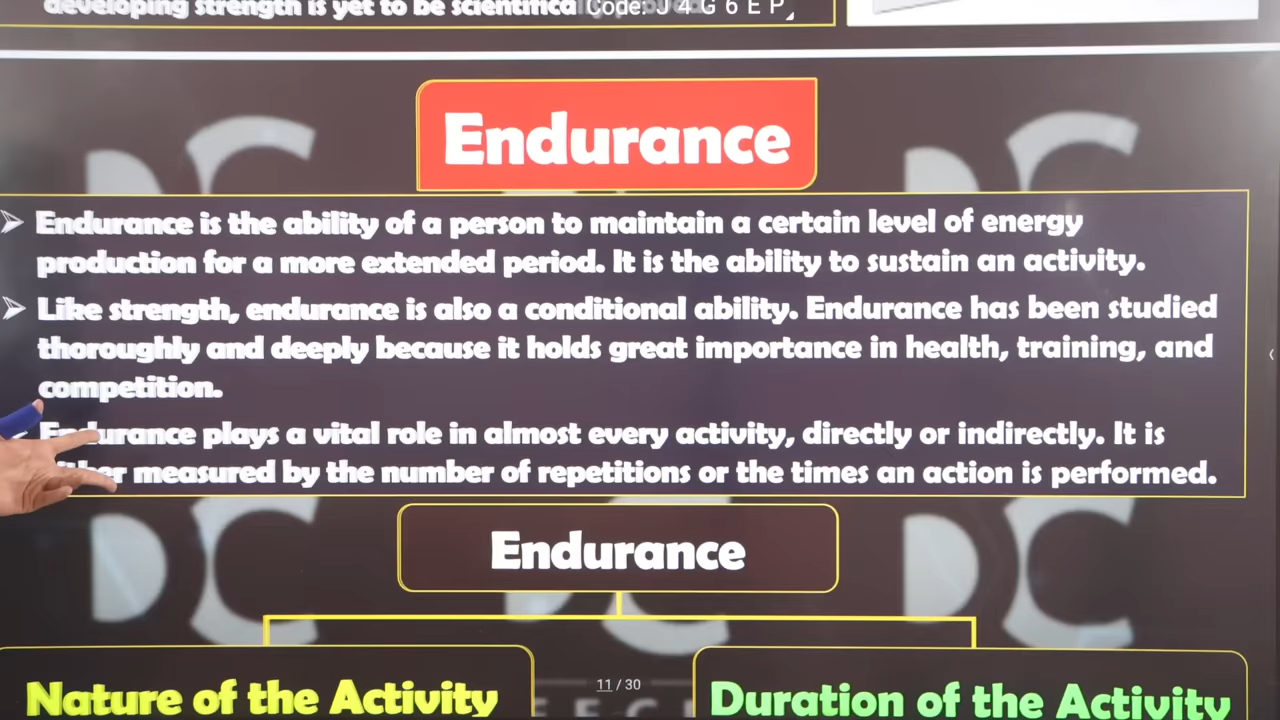 developing strength is yet to be scientifica Code: J 4 G 6 E P
Endurance
➢ Endurance is the ability of a person to maintain a certain level of energy
production for a more extended period. It is the ability to sustain an activity.
➢ Like strength, endurance is also a conditional ability. Endurance has been studied
thoroughly and deeply because it holds great importance in health, training, and
competition.
Endurance plays a vital role in almost every activity, directly or indirectly. It is
measured by the number of repetitions or the times an action is performed.
DC DC
Endurance
Nature of the Activity
11 / 30
Duration of the Activity